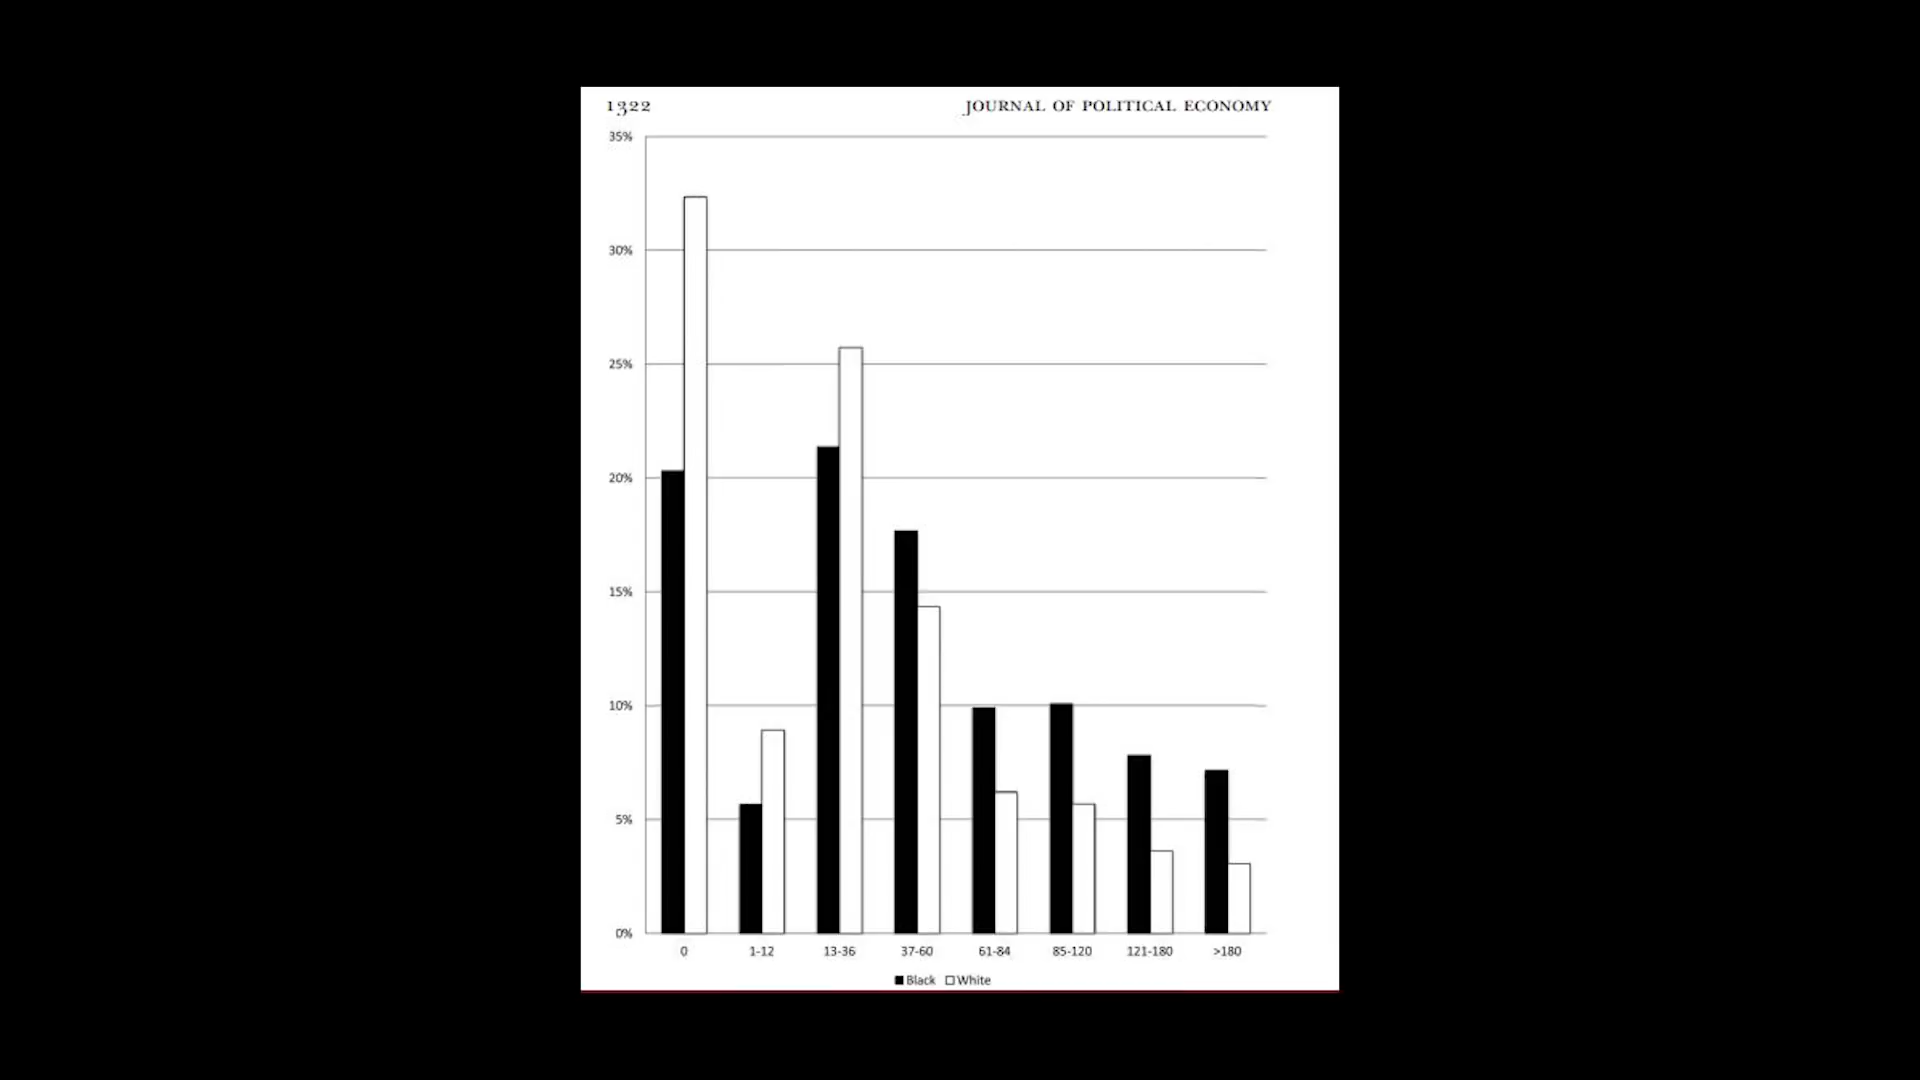 1322 JOURNAL OF POLITICAL ECONOMY
35%
30%
25%
20%
15%
10%
5%
0%
0 1-12 13-36 37-60 61-84 85-120 121-180 >180
Black White